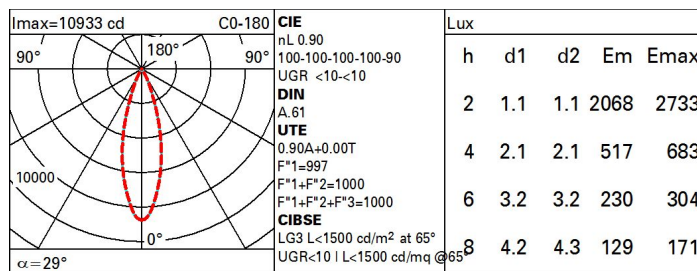 Imax=10933 cd C0-180
90° 180° 90°
10000
0°
α=29°
CIE
nL 0.90
100-100-100-100-90
UGR <10-<10
DIN
A.61
UTE
0.90A+0.00T
F"1=997
F"1+F"2=1000
F"1+F"2+F"3=1000
CIBSE
LG3 L<1500 cd/m² at 65°
UGR<10 | L<1500 cd/mq @65°
Lux
h d1 d2 Em Emax
2 1.1 1.1 2068 2733
4 2.1 2.1 517 683
6 3.2 3.2 230 304
8 4.2 4.3 129 171